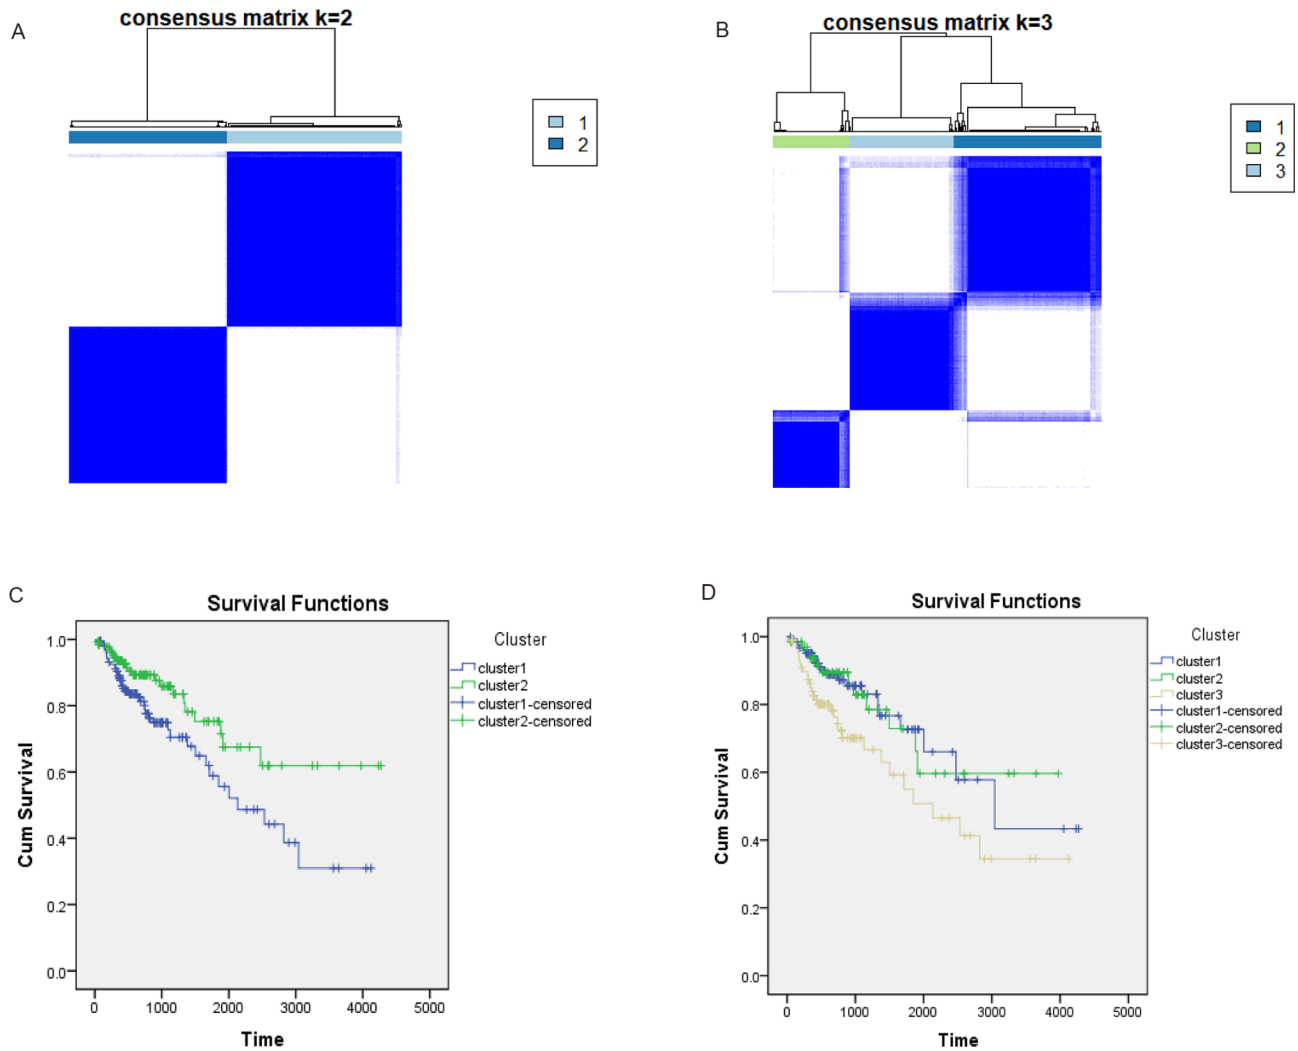 A
consensus matrix k=2
1
2
B
consensus matrix k=3
1
2
3
C
Survival Functions
Cluster
cluster1
cluster2
cluster1-censored
cluster2-censored
Cum Survival
1.0
0.8
0.6
0.4
0.2
0.0
0 1000 2000 3000 4000 5000
Time
D
Survival Functions
Cluster
cluster1
cluster2
cluster3
cluster1-censored
cluster2-censored
cluster3-censored
Cum Survival
1.0
0.8
0.6
0.4
0.2
0.0
0 1000 2000 3000 4000 5000
Time